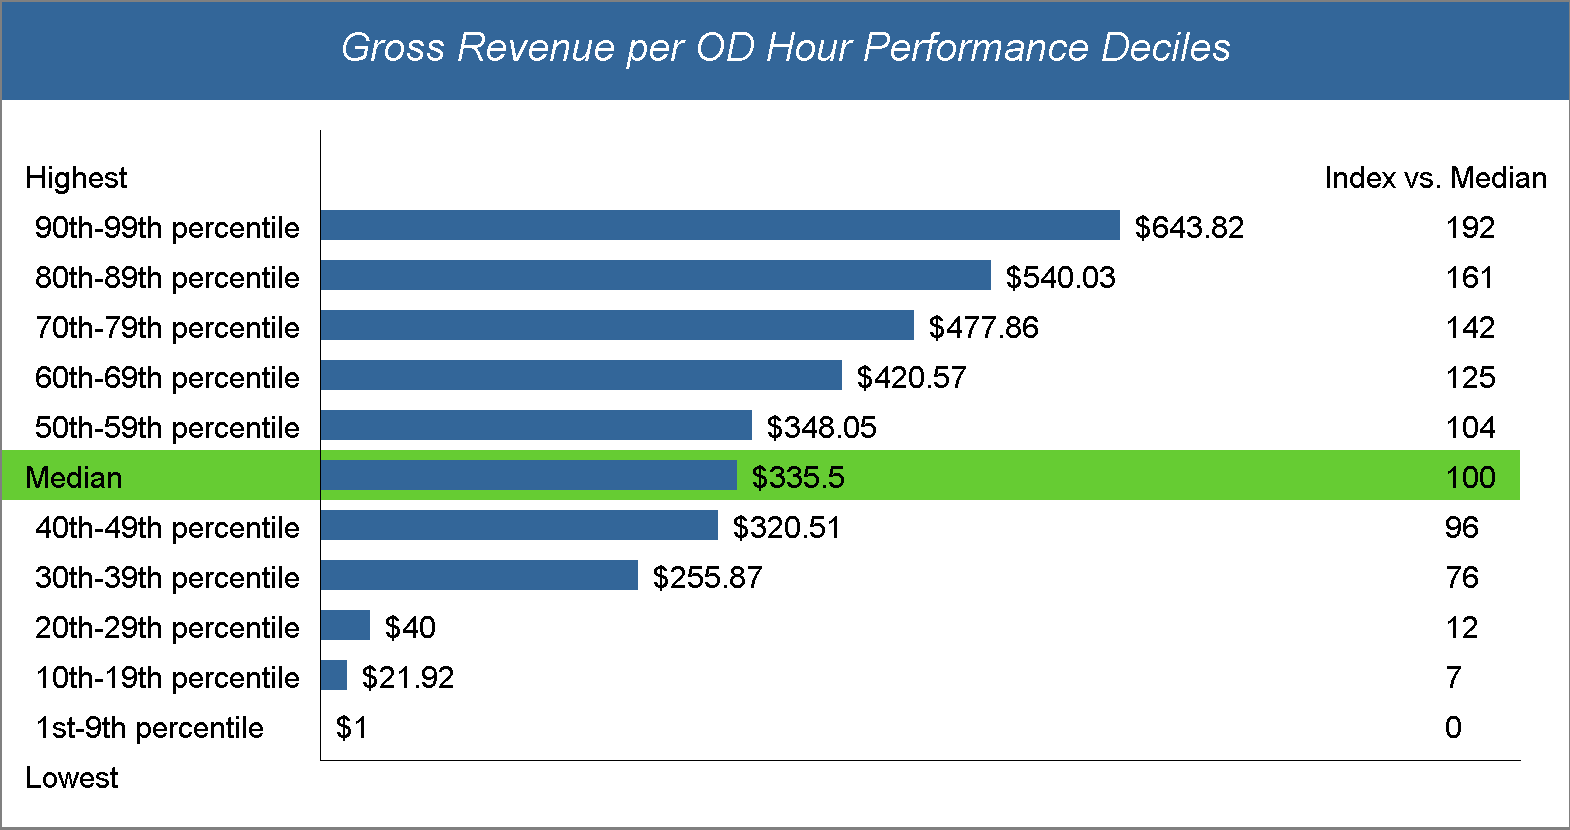 Gross Revenue per OD Hour Performance Deciles
Highest Index vs. Median
90th-99th percentile $643.82 192
80th-89th percentile $540.03 161
70th-79th percentile $477.86 142
60th-69th percentile $420.57 125
50th-59th percentile $348.05 104
Median $335.5 100
40th-49th percentile $320.51 96
30th-39th percentile $255.87 76
20th-29th percentile $40 12
10th-19th percentile $21.92 7
1st-9th percentile $1 0
Lowest